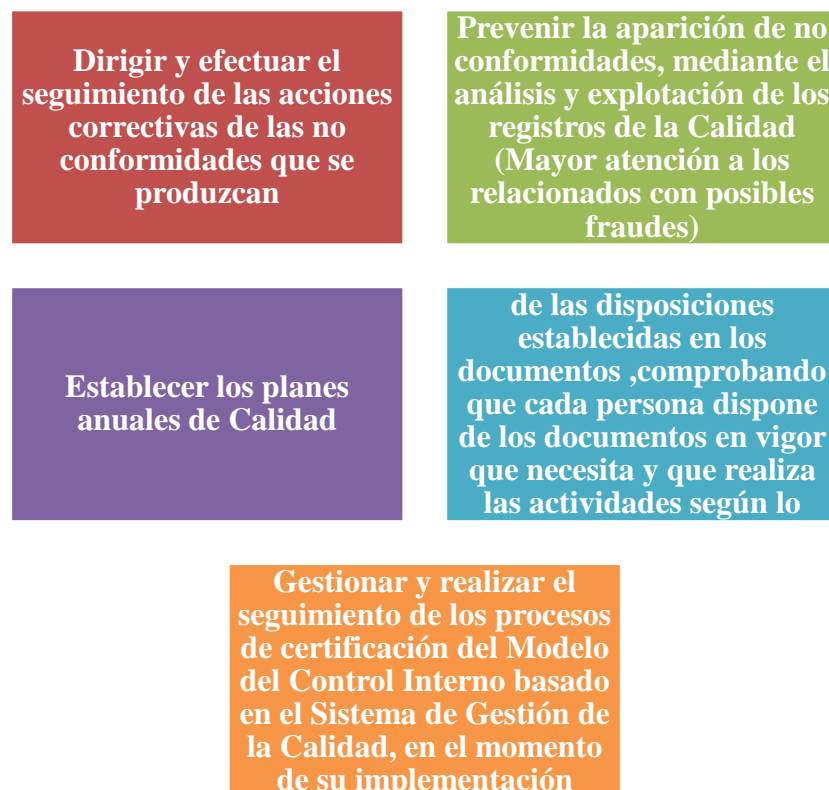 Dirigir y efectuar el
seguimiento de las acciones
correctivas de las no
conformidades que se
produzcan
Prevenir la aparición de no
conformidades, mediante el
análisis y explotación de los
registros de la Calidad
(Mayor atención a los
relacionados con posibles
fraudes)
Establecer los planes
anuales de Calidad
de las disposiciones
establecidas en los
documentos ,comprobando
que cada persona dispone
de los documentos en vigor
que necesita y que realiza
las actividades según lo
Gestionar y realizar el
seguimiento de los procesos
de certificación del Modelo
del Control Interno basado
en el Sistema de Gestión de
la Calidad, en el momento
de su implementación